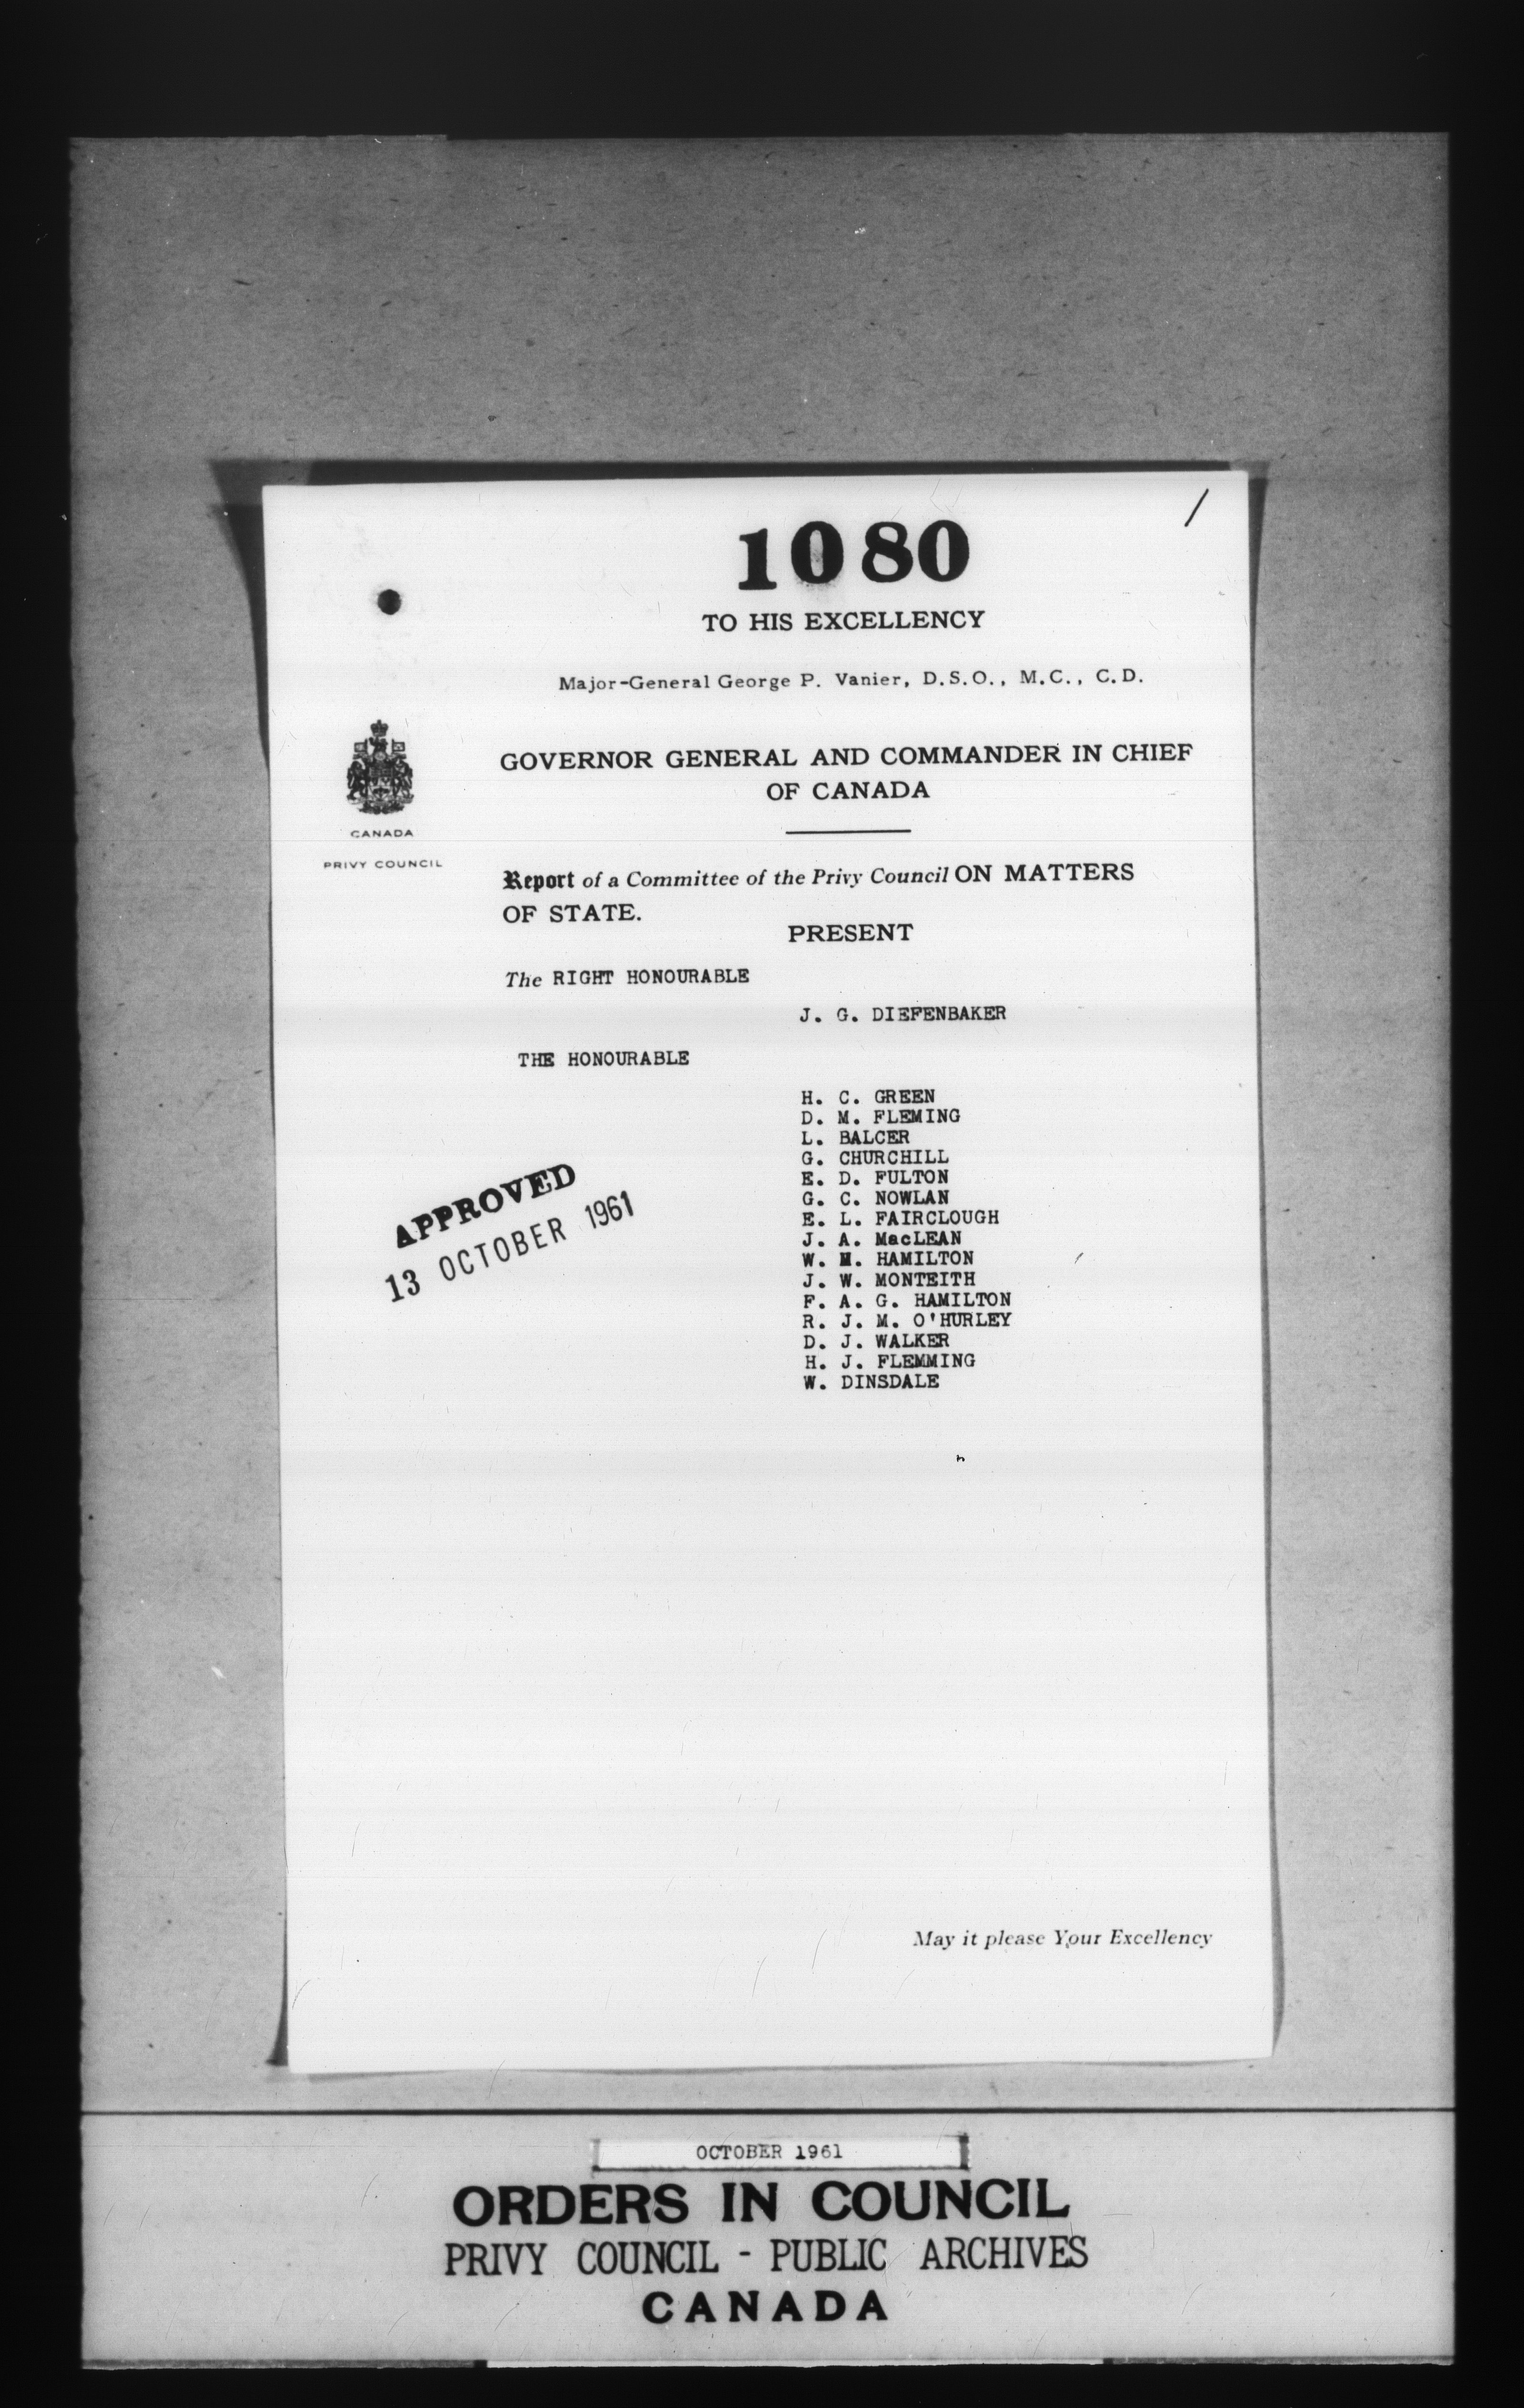 /
1080
TO HIS EXCELLENCY
Major-General George P. Vanier, D.S.O., M.C., C.D.
GOVERNOR GENERAL AND COMMANDER IN CHIEF
OF CANADA
CANADA
PRIVY COUNCIL
Report of a Committee of the Privy Council ON MATTERS
OF STATE.
PRESENT
The RIGHT HONOURABLE
J. G. DIEFENBAKER
THE HONOURABLE
H. C. GREEN
D. M. FLEMING
L. BALCER
G. CHURCHILL
E. D. FULTON
G. C. NOWLAN
E. L. FAIRCLOUGH
J. A. MacLEAN
W. M. HAMILTON
J. W. MONTEITH
F. A. G. HAMILTON
R. J. M. O'HURLEY
D. J. WALKER
H. J. FLEMMING
W. DINSDALE
APPROVED
13 OCTOBER 1961
May it please Your Excellency
OCTOBER 1961
ORDERS IN COUNCIL
PRIVY COUNCIL - PUBLIC ARCHIVES
CANADA